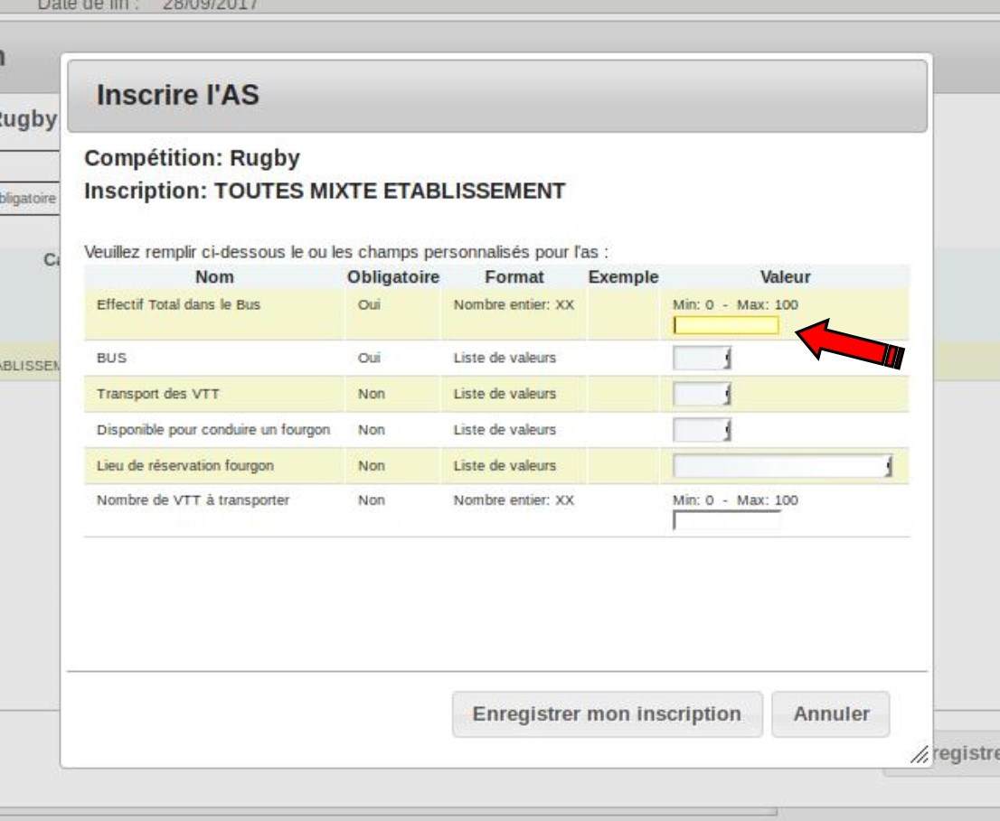 Date de fin : 28/09/2017
Inscrire l'AS
Rugby
Compétition: Rugby
Inscription: TOUTES MIXTE ETABLISSEMENT
Veuillez remplir ci-dessous le ou les champs personnalisés pour l'as :
Nom Obligatoire Format Exemple Valeur
Effectif Total dans le Bus Oui Nombre entier: XX Min: 0 - Max: 100
BUS Oui Liste de valeurs
Transport des VTT Non Liste de valeurs
Disponible pour conduire un fourgon Non Liste de valeurs
Lieu de réservation fourgon Non Liste de valeurs
Nombre de VTT à transporter Non Nombre entier: XX Min: 0 - Max: 100
Enregistrer mon inscription Annuler